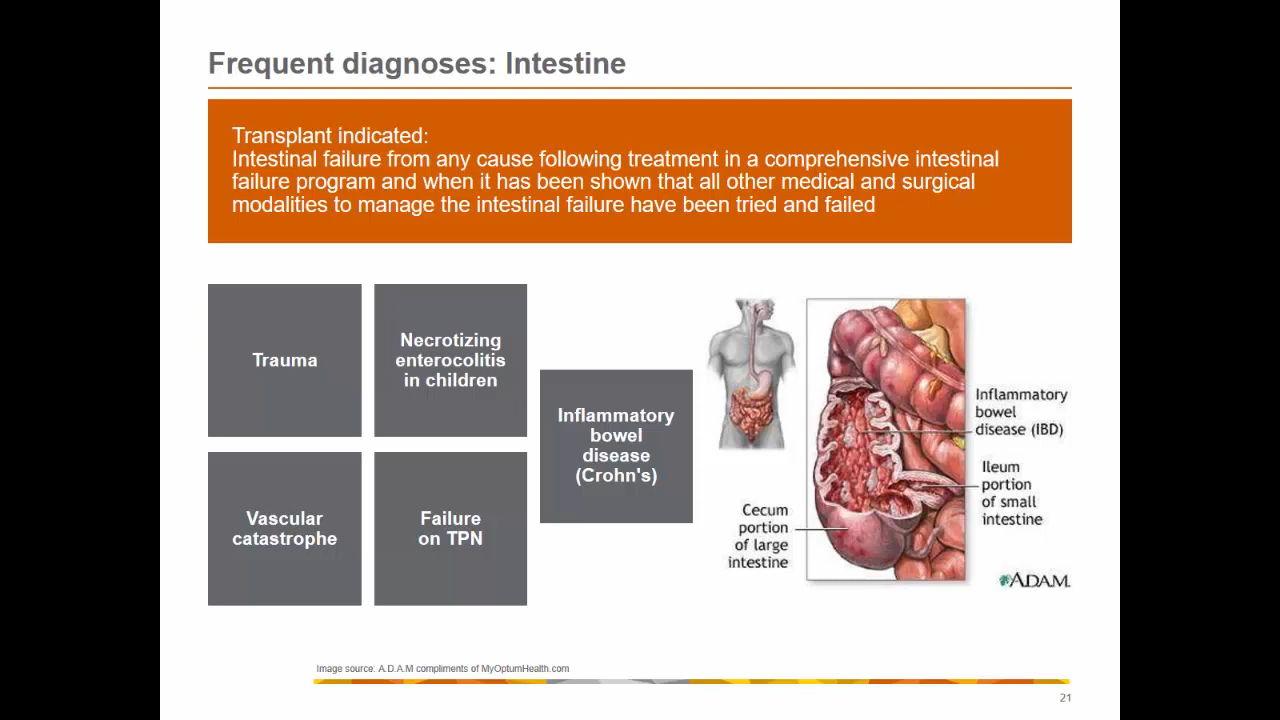 Frequent diagnoses: Intestine
Transplant indicated:
Intestinal failure from any cause following treatment in a comprehensive intestinal
failure program and when it has been shown that all other medical and surgical
modalities to manage the intestinal failure have been tried and failed
Trauma
Necrotizing
enterocolitis
in children
Inflammatory
bowel
disease
(Crohn's)
Vascular
catastrophe
Failure
on TPN
Inflammatory
bowel
disease (IBD)
Ileum
portion
of small
intestine
Cecum
portion
of large
intestine
ADAM.
Image source: A.D.A.M compliments of MyOptumHealth.com
21